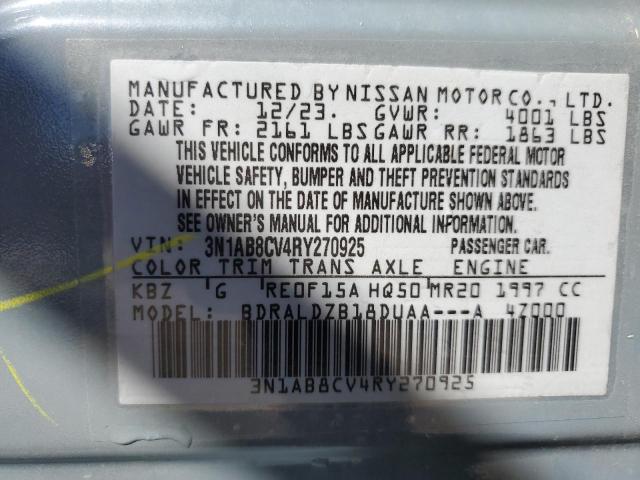 MANUFACTURED BY NISSAN MOTOR CO., LTD.
DATE: 12/23. GVWR: 4001 LBS
GAWR FR: 2161 LBS GAWR RR: 1863 LBS
THIS VEHICLE CONFORMS TO ALL APPLICABLE FEDERAL MOTOR
VEHICLE SAFETY, BUMPER AND THEFT PREVENTION STANDARDS
IN EFFECT ON THE DATE OF MANUFACTURE SHOWN ABOVE.
SEE OWNER'S MANUAL FOR ADDITIONAL INFORMATION.
VIN: 3N1AB8CV4RY270925 PASSENGER CAR.
COLOR TRIM TRANS AXLE ENGINE
KBZ G RE0F15A HQ50 MR20 1997 CC
MODEL: BDRALDZB18DUAA---A 4Z000
3N1AB8CV4RY270925